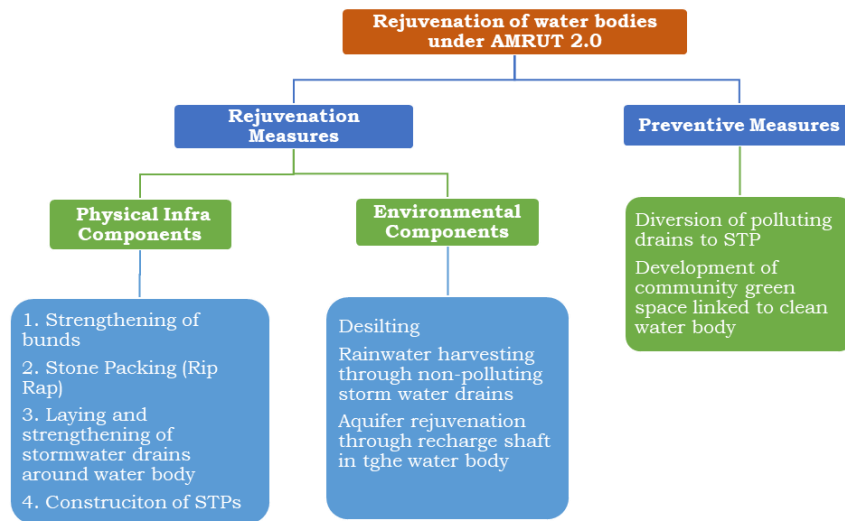 Rejuvenation of water bodies
under AMRUT 2.0
Rejuvenation
Measures
Preventive Measures
Physical Infra
Components
Environmental
Components
1. Strengthening of
bunds
2. Stone Packing (Rip
Rap)
3. Laying and
strengthening of
stormwater drains
around water body
4. Construciton of STPs
Desilting
Rainwater harvesting
through non-polluting
storm water drains
Aquifer rejuvenation
through recharge shaft
in tghe water body
Diversion of polluting
drains to STP
Development of
community green
space linked to clean
water body